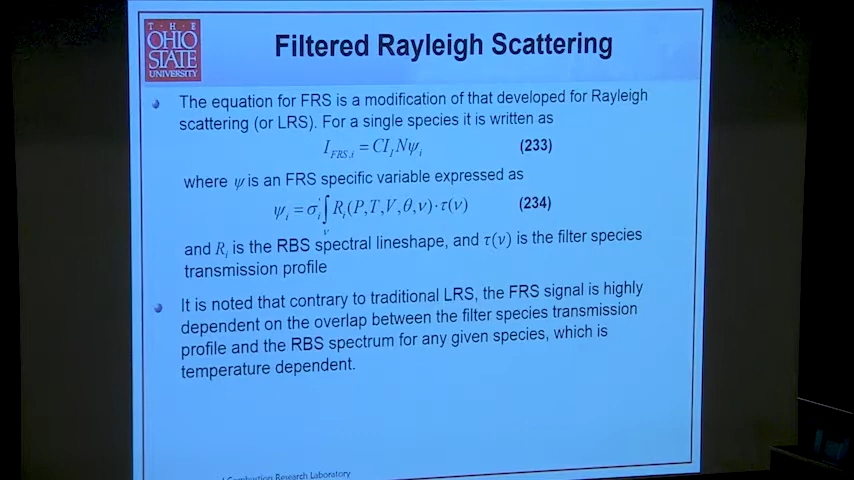 T · H · E
OHIO
STATE
UNIVERSITY
Filtered Rayleigh Scattering
The equation for FRS is a modification of that developed for Rayleigh
scattering (or LRS). For a single species it is written as
I_{FRS,i} = CI_I Nψ_i (233)
where ψ is an FRS specific variable expressed as
ψ_i = σ_i' ∫_ν R_i(P,T,V,θ,ν)·τ(ν) (234)
and R_i is the RBS spectral lineshape, and τ(ν) is the filter species
transmission profile
It is noted that contrary to traditional LRS, the FRS signal is highly
dependent on the overlap between the filter species transmission
profile and the RBS spectrum for any given species, which is
temperature dependent.
Combustion Research Laboratory